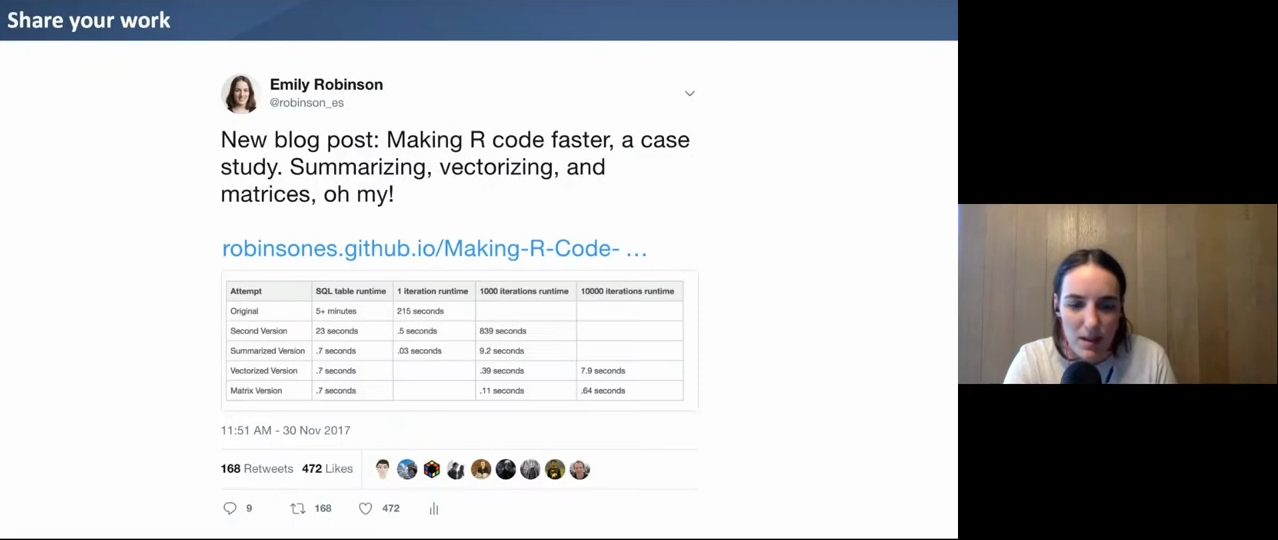 Share your work
Emily Robinson
@robinson_es
New blog post: Making R code faster, a case
study. Summarizing, vectorizing, and
matrices, oh my!
robinsones.github.io/Making-R-Code- …
Attempt SQL table runtime 1 iteration runtime 1000 iterations runtime 10000 iterations runtime
Original 5+ minutes 215 seconds
Second Version 23 seconds .5 seconds 839 seconds
Summarized Version .7 seconds .03 seconds 9.2 seconds
Vectorized Version .7 seconds .39 seconds 7.9 seconds
Matrix Version .7 seconds .11 seconds .64 seconds
11:51 AM - 30 Nov 2017
168 Retweets 472 Likes
9 168 472